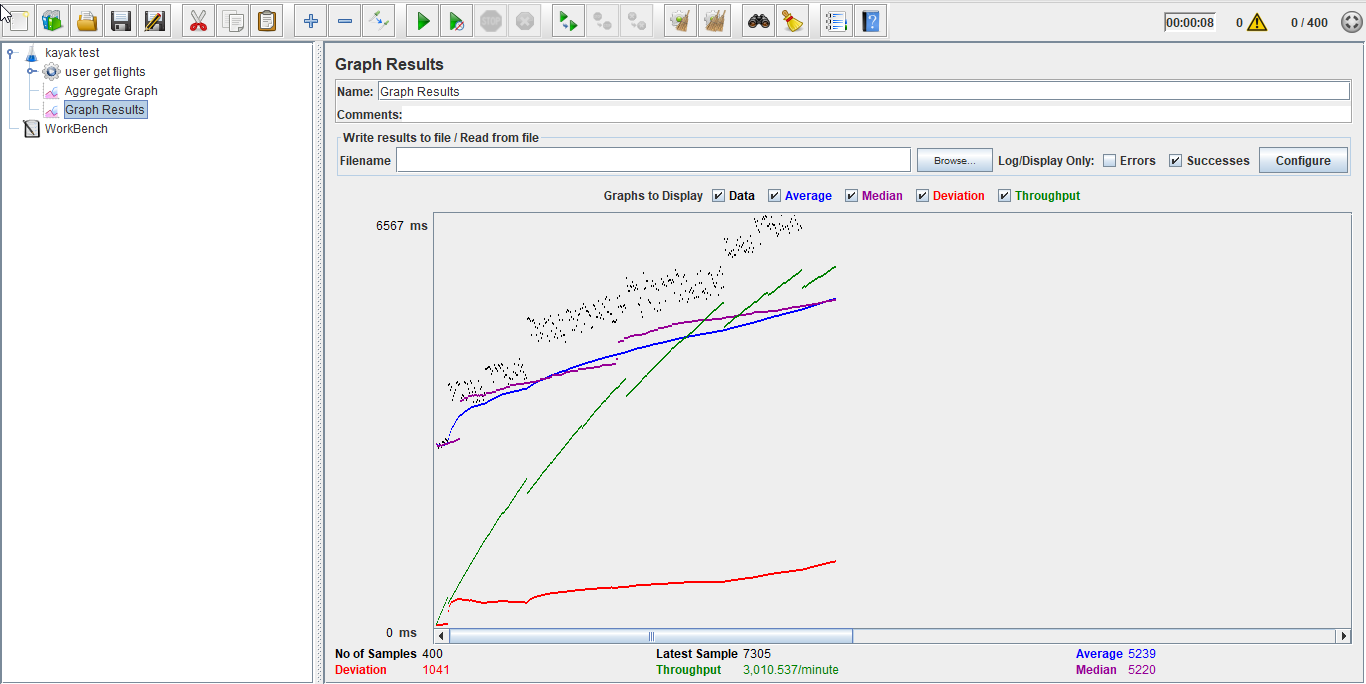 STOP
00:00:08 0 0 / 400
kayak test
user get flights
Aggregate Graph
Graph Results
WorkBench
Graph Results
Name: Graph Results
Comments:
Write results to file / Read from file
Filename Browse... Log/Display Only: Errors Successes Configure
Graphs to Display Data Average Median Deviation Throughput
6567 ms
0 ms
No of Samples 400 Latest Sample 7305 Average 5239
Deviation 1041 Throughput 3,010.537/minute Median 5220